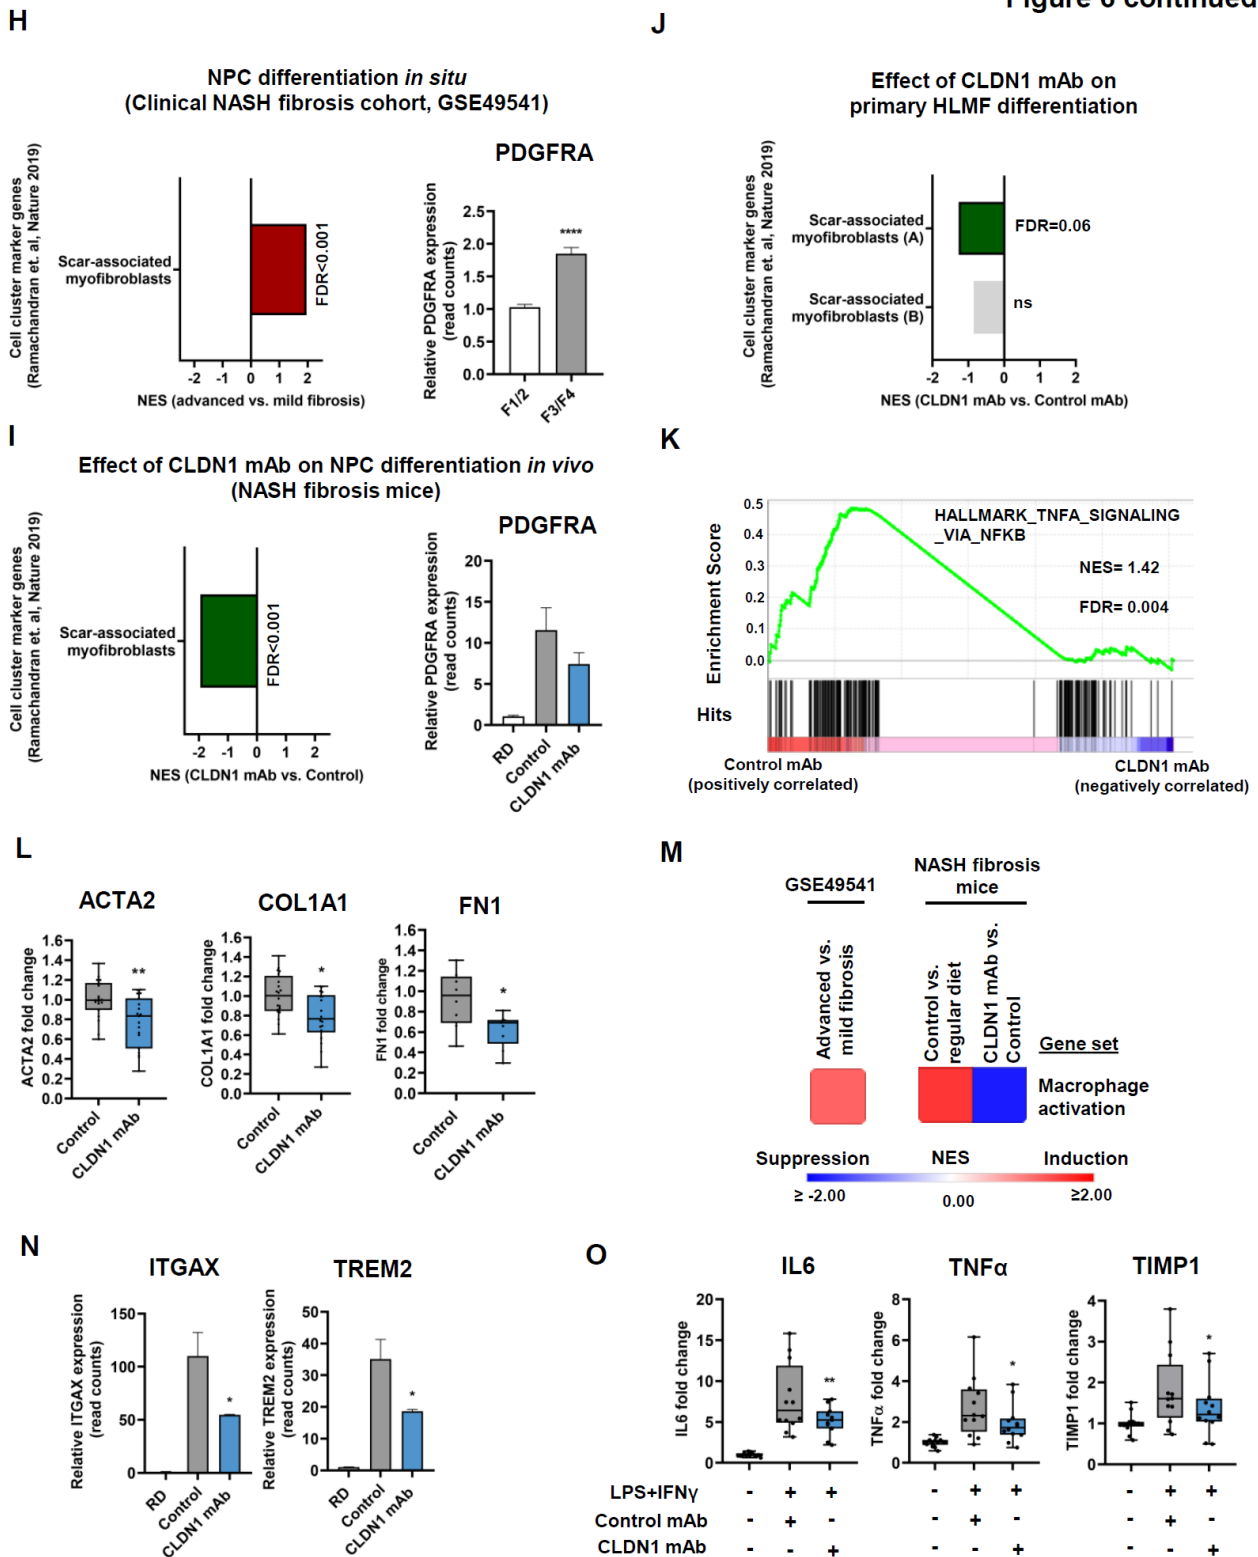 Figure 6 continued
H
NPC differentiation in situ
(Clinical NASH fibrosis cohort, GSE49541)
Cell cluster marker genes
(Ramachandran et. al, Nature 2019)
Scar-associated
myofibroblasts
FDR<0.001
-2 -1 0 1 2
NES (advanced vs. mild fibrosis)
PDGFRA
Relative PDGFRA expression
(read counts)
2.5
2.0
1.5
1.0
0.5
0.0
****
F1/2
F3/F4
J
Effect of CLDN1 mAb on
primary HLMF differentiation
Cell cluster marker genes
(Ramachandran et. al, Nature 2019)
Scar-associated
myofibroblasts (A)
FDR=0.06
Scar-associated
myofibroblasts (B)
ns
-2 -1 0 1 2
NES (CLDN1 mAb vs. Control mAb)
I
Effect of CLDN1 mAb on NPC differentiation in vivo
(NASH fibrosis mice)
Cell cluster marker genes
(Ramachandran et. al, Nature 2019)
Scar-associated
myofibroblasts
FDR<0.001
-2 -1 0 1 2
NES (CLDN1 mAb vs. Control)
PDGFRA
Relative PDGFRA expression
(read counts)
20
15
10
5
0
RD
Control
CLDN1 mAb
K
Enrichment Score
0.5
0.4
0.3
0.2
0.1
0.0
HALLMARK_TNFA_SIGNALING
_VIA_NFKB
NES= 1.42
FDR= 0.004
Hits
Control mAb
(positively correlated)
CLDN1 mAb
(negatively correlated)
L
ACTA2
ACTA2 fold change
1.6
1.4
1.2
1.0
0.8
0.6
0.4
0.2
0.0
**
Control
CLDN1 mAb
COL1A1
COL1A1 fold change
1.6
1.4
1.2
1.0
0.8
0.6
0.4
0.2
0.0
*
Control
CLDN1 mAb
FN1
FN1 fold change
1.6
1.4
1.2
1.0
0.8
0.6
0.4
0.2
0.0
*
Control
CLDN1 mAb
M
GSE49541
NASH fibrosis
mice
Advanced vs.
mild fibrosis
Control vs.
regular diet
CLDN1 mAb vs.
Control
Gene set
Macrophage
activation
Suppression NES Induction
≥ -2.00 0.00 ≥2.00
N
ITGAX
Relative ITGAX expression
(read counts)
150
100
50
0
*
RD
Control
CLDN1 mAb
TREM2
Relative TREM2 expression
(read counts)
50
40
30
20
10
0
*
RD
Control
CLDN1 mAb
O
IL6
IL6 fold change
20
15
10
5
0
**
TNFα
TNFα fold change
8
6
4
2
0
*
TIMP1
TIMP1 fold change
4
3
2
1
0
*
LPS+IFNγ - + + - + + - + +
Control mAb - + - - + - - + -
CLDN1 mAb - - + - - + - - +